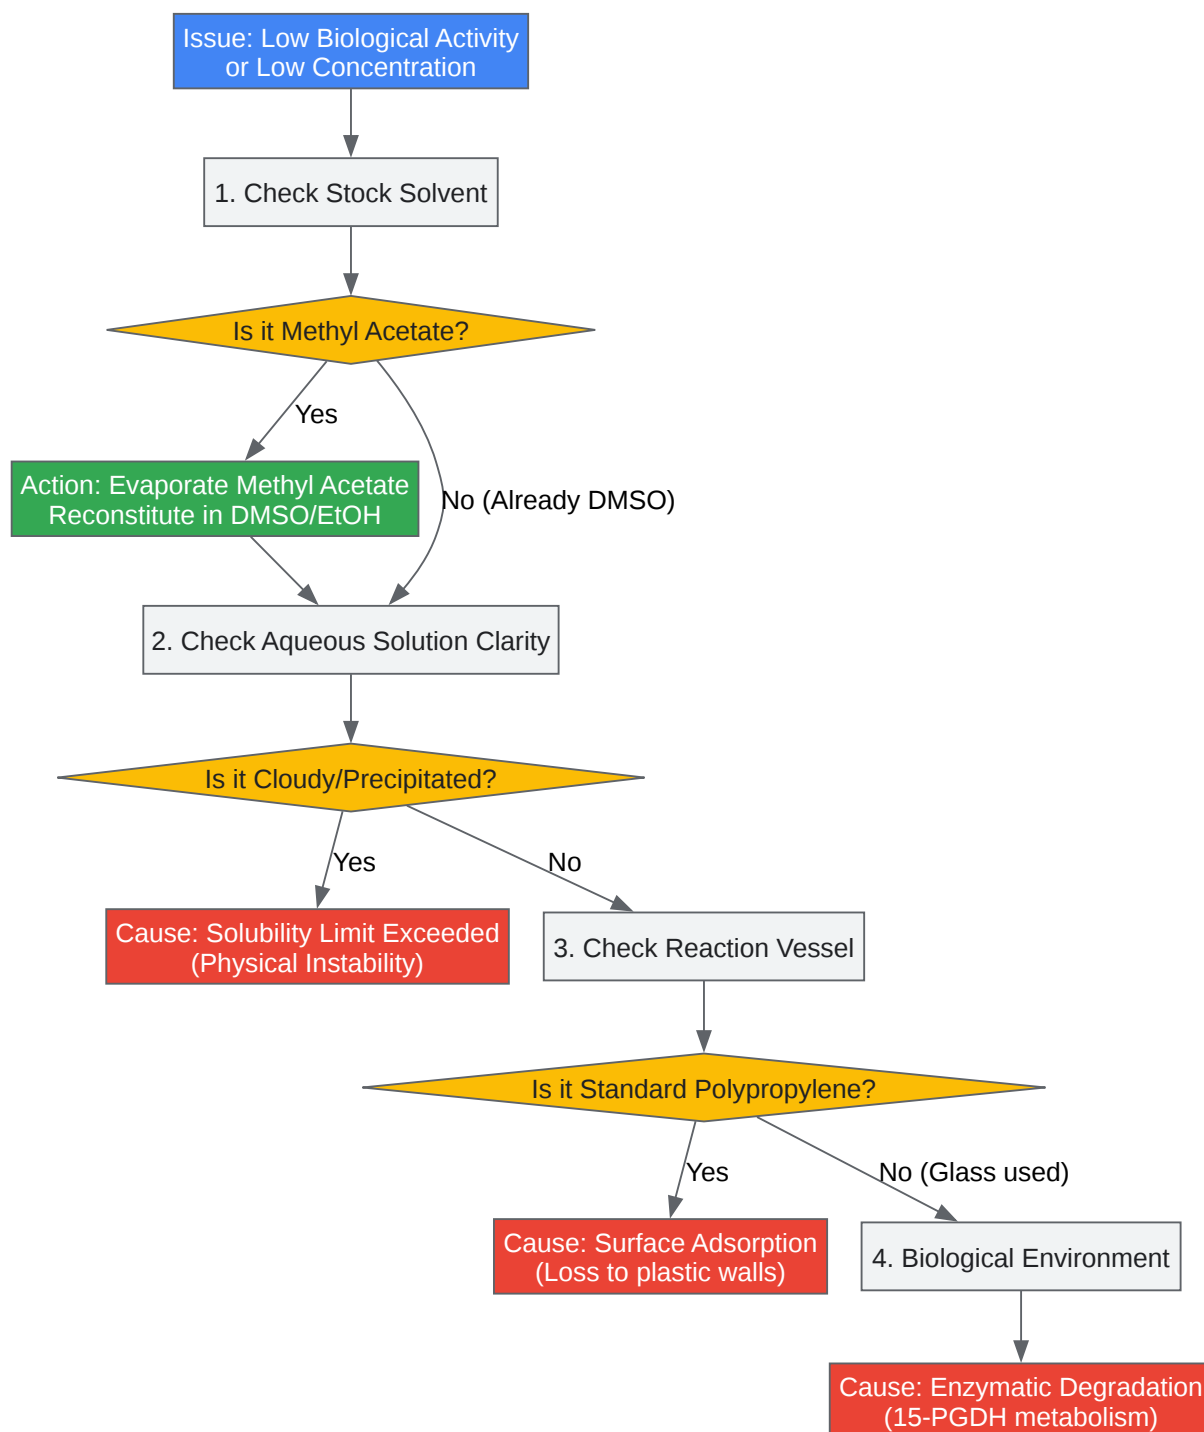 Issue: Low Biological Activity
or Low Concentration
1. Check Stock Solvent
Is it Methyl Acetate?
Yes
Action: Evaporate Methyl Acetate
Reconstitute in DMSO/EtOH
No (Already DMSO)
2. Check Aqueous Solution Clarity
Is it Cloudy/Precipitated?
Yes
No
Cause: Solubility Limit Exceeded
(Physical Instability)
3. Check Reaction Vessel
Is it Standard Polypropylene?
Yes
No (Glass used)
Cause: Surface Adsorption
(Loss to plastic walls)
4. Biological Environment
Cause: Enzymatic Degradation
(15-PGDH metabolism)